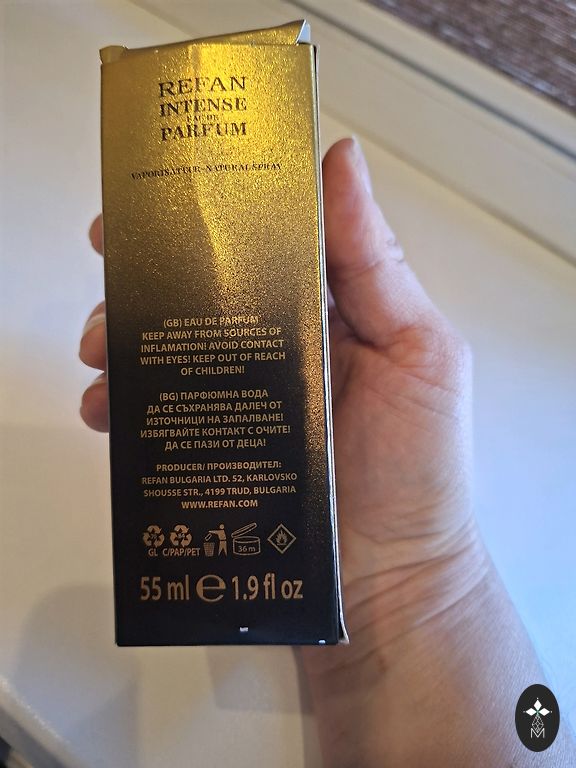 REFAN
INTENSE
EAU DE
PARFUM
VAPORISATEUR-NATURAL SPRAY
(GB) EAU DE PARFUM
KEEP AWAY FROM SOURCES OF
INFLAMATION! AVOID CONTACT
WITH EYES! KEEP OUT OF REACH
OF CHILDREN!
(BG) ПАРФЮМНА ВОДА
ДА СЕ СЪХРАНЯВА ДАЛЕЧ ОТ
ИЗТОЧНИЦИ НА ЗАПАЛВАНЕ!
ИЗБЯГВАЙТЕ КОНТАКТ С ОЧИТЕ!
ДА СЕ ПАЗИ ОТ ДЕЦА!
PRODUCER/ ПРОИЗВОДИТЕЛ:
REFAN BULGARIA LTD. 52, KARLOVSKO
SHOUSSE STR., 4199 TRUD, BULGARIA
WWW.REFAN.COM
GL C/PAP/PET 36 m
55 ml e 1.9 fl oz
M